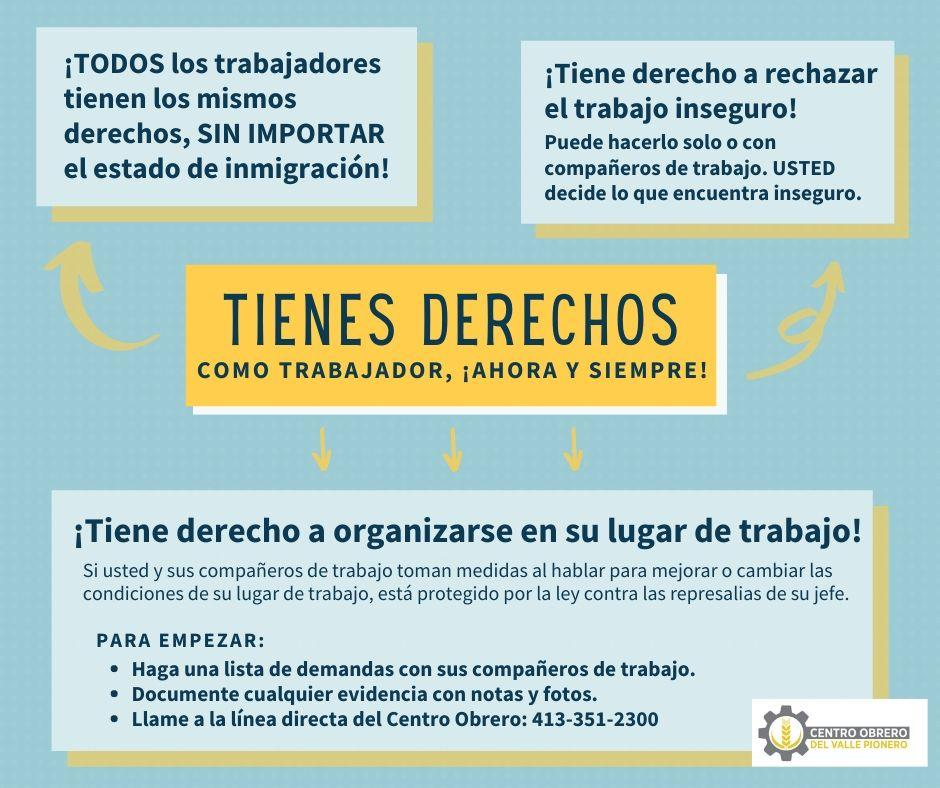 ¡TODOS los trabajadores
tienen los mismos
derechos, SIN IMPORTAR
el estado de inmigración!
¡Tiene derecho a rechazar
el trabajo inseguro!
Puede hacerlo solo o con
compañeros de trabajo. USTED
decide lo que encuentra inseguro.
TIENES DERECHOS
COMO TRABAJADOR, ¡AHORA Y SIEMPRE!
¡Tiene derecho a organizarse en su lugar de trabajo!
Si usted y sus compañeros de trabajo toman medidas al hablar para mejorar o cambiar las
condiciones de su lugar de trabajo, está protegido por la ley contra las represalias de su jefe.
PARA EMPEZAR:
• Haga una lista de demandas con sus compañeros de trabajo.
• Documente cualquier evidencia con notas y fotos.
• Llame a la línea directa del Centro Obrero: 413-351-2300
CENTRO OBRERO
DEL VALLE PIONERO